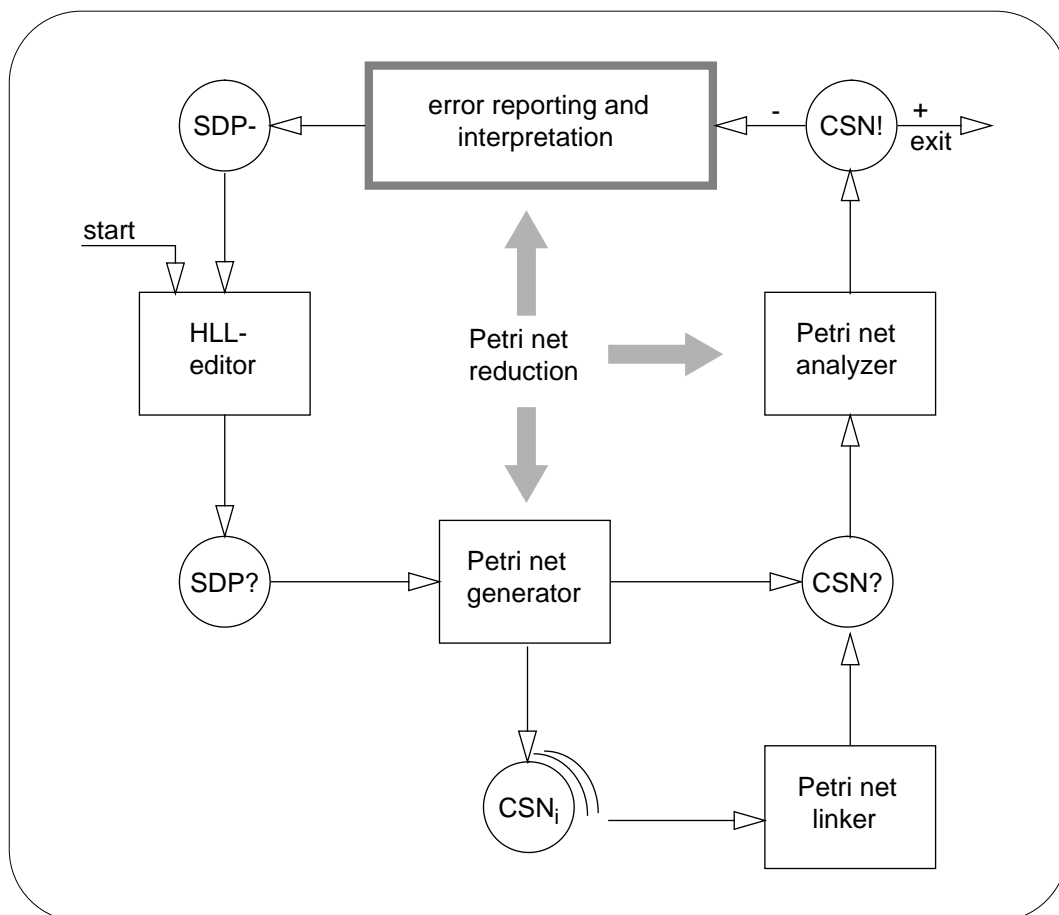 SDP-
error reporting and
interpretation
-
CSN!
+
exit
start
HLL-
editor
Petri net
reduction
Petri net
analyzer
SDP?
Petri net
generator
CSN?
CSNi
Petri net
linker